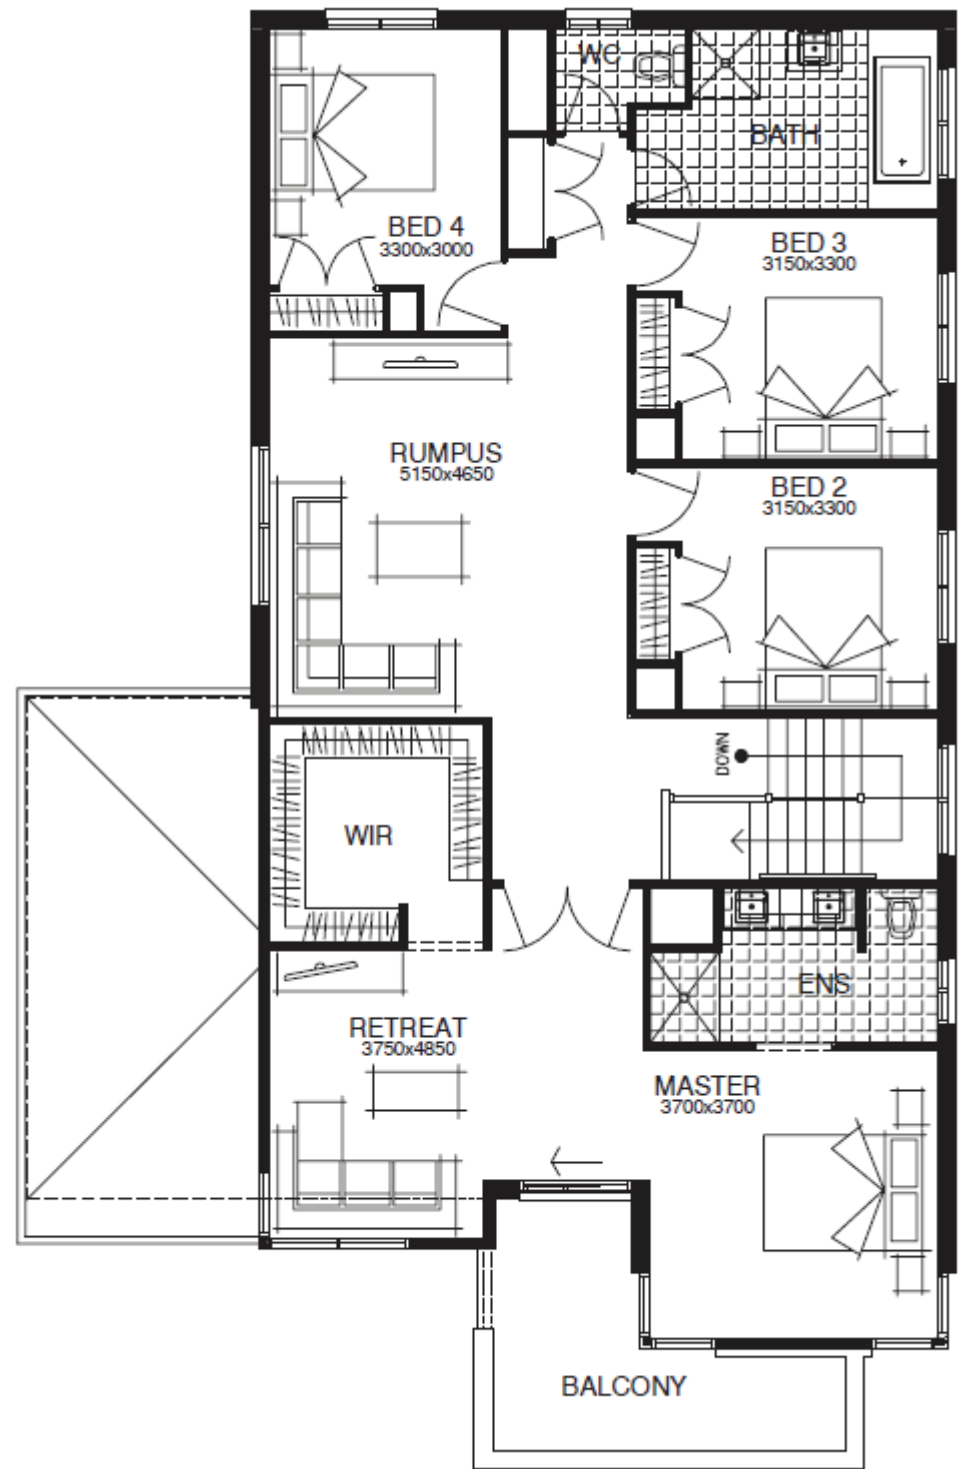 WC
BATH
BED 4
3300x3000
BED 3
3150x3300
RUMPUS
5150x4650
BED 2
3150x3300
DOWN
WIR
ENS
RETREAT
3750x4850
MASTER
3700x3700
BALCONY